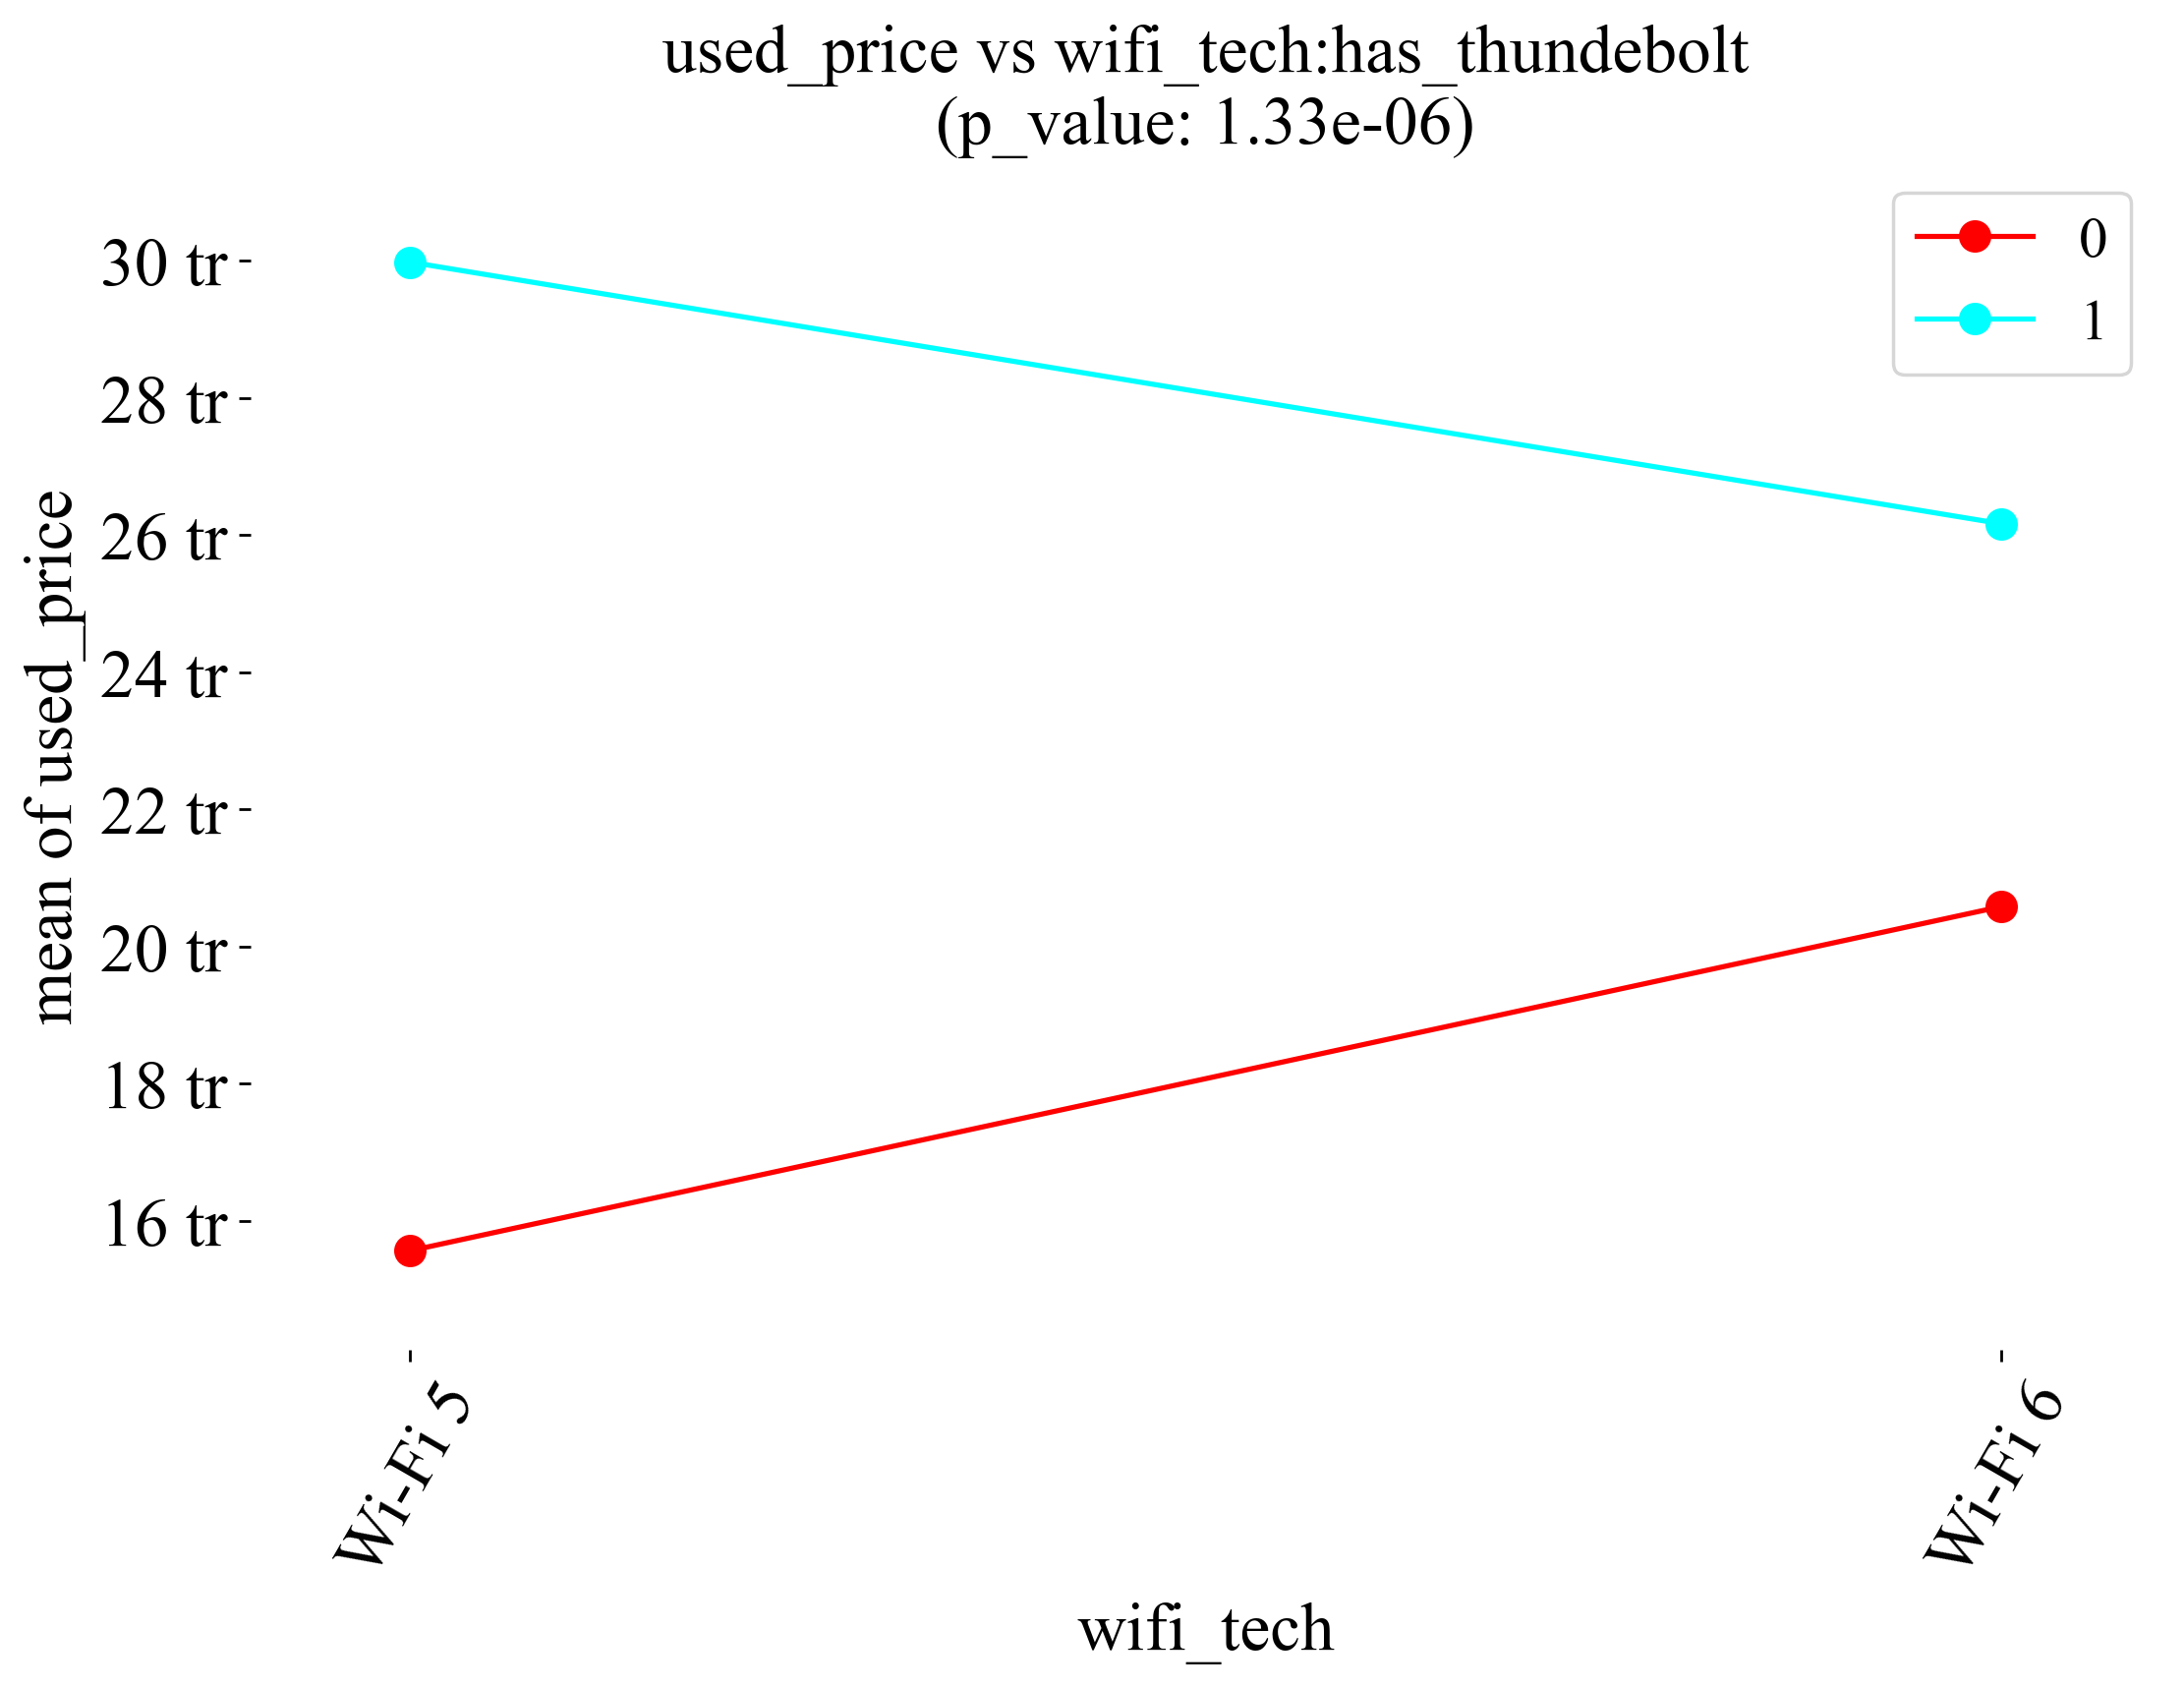 used_price vs wifi_tech:has_thundebolt
(p_value: 1.33e-06)
0
1
30 tr
28 tr
26 tr
24 tr
22 tr
20 tr
18 tr
16 tr
mean of used_price
Wi-Fi 5
Wi-Fi 6
wifi_tech